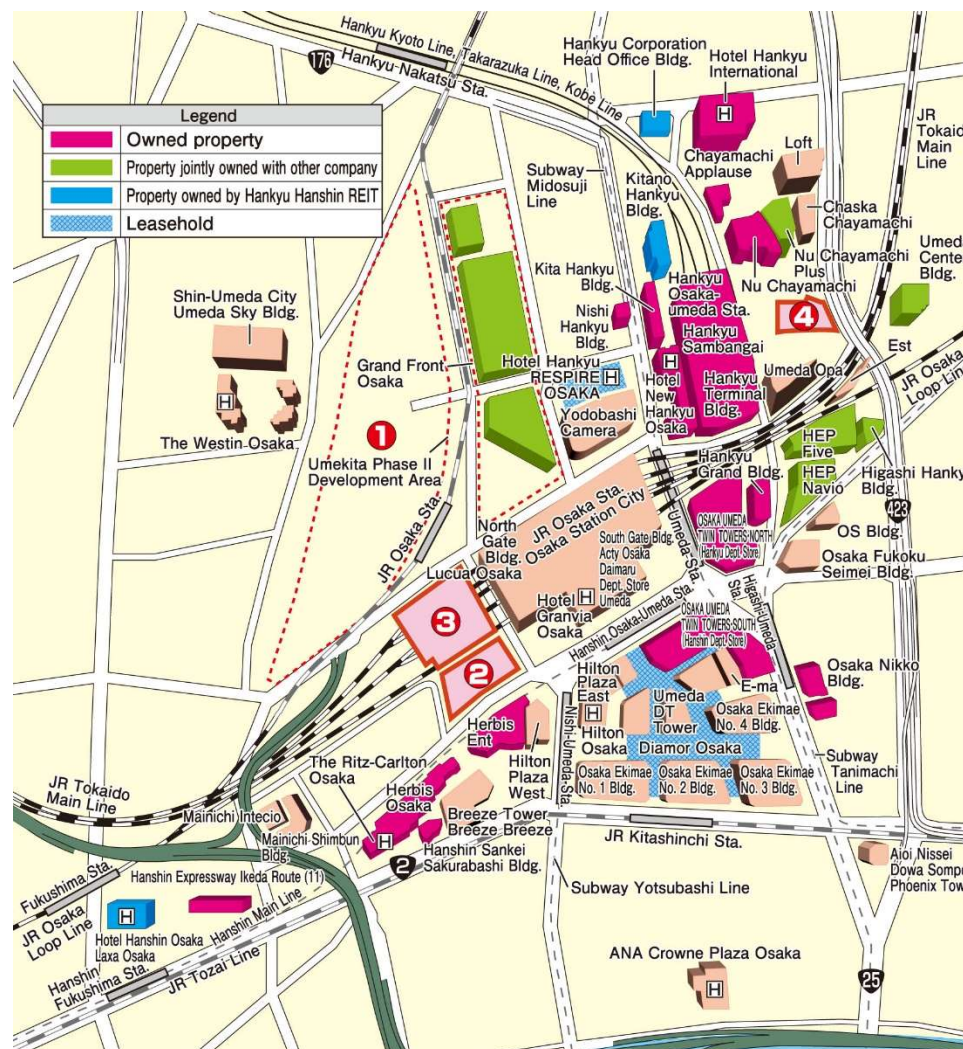 Hankyu Kyoto Line, Takarazuka Line, Kobe Line
176
Hankyu-Nakatsu Sta.
Hankyu Corporation
Head Office Bldg.
Hotel Hankyu
International
H
JR
Tokaido
Main
Line
Legend
Owned property
Property jointly owned with other company
Property owned by Hankyu Hanshin REIT
Leasehold
Subway
Midosuji
Line
Chayamachi
Applause
Loft
Kitano
Hankyu
Bldg.
Chaska
Chayamachi
Nu Chayamachi
Plus
Nu Chayamachi
Umeda
Center
Bldg.
Kita Hankyu
Bldg.
Hankyu
Osaka-
umeda Sta.
Shin-Umeda City
Umeda Sky Bldg.
Nishi
Hankyu
Bldg.
Hankyu
Sambangai
4
Est
Grand Front
Osaka
Hotel Hankyu
RESPIRE
OSAKA
H
H
Hotel
New
Hankyu
Osaka
Hankyu
Terminal
Bldg.
Umeda Opa
JR Osaka
Loop Line
H
The Westin Osaka
1
Umekita Phase II
Development Area
Yodobashi
Camera
Hankyu
Grand Bldg.
HEP
Five
HEP
Navio
Higashi Hankyu
Bldg.
423
JR Osaka Sta.
North
Gate
Bldg.
Lucua Osaka
JR Osaka Sta.
Osaka Station City
South Gate Bldg.
Acty Osaka
Daimaru
Dept. Store
Umeda
Umeda-Sta.
OSAKA UMEDA
TWIN TOWERS·NORTH
(Hankyu Dept. Store)
OS Bldg.
Osaka Fukoku
Seimei Bldg.
H
Hotel
Granvia
Osaka
Hanshin Osaka-Umeda Sta.
Higashi-Umeda
Sta.
OSAKA UMEDA
TWIN TOWERS·SOUTH
(Hanshin Dept. Store)
3
2
Hilton
Plaza
East
H
Hilton
Osaka
Umeda
DT
Tower
E-ma
Osaka Nikko
Bldg.
Osaka Ekimae
No. 4 Bldg.
Nishi-Umeda-Sta.
Diamor Osaka
Herbis
Ent
Hilton
Plaza
West
Osaka Ekimae
No. 1 Bldg.
Osaka Ekimae
No. 2 Bldg.
Osaka Ekimae
No. 3 Bldg.
Subway
Tanimachi
Line
The Ritz-Carlton
Osaka
Herbis
Osaka
H
JR Tokaido
Main Line
Mainichi Intecio
Mainichi-Shimbun
Bldg.
Breeze Tower
Breeze Breeze
Hanshin Sankei
Sakurabashi Bldg.
2
JR Kitashinchi Sta.
Fukushima Sta.
JR Osaka
Loop Line
Hanshin Expressway Ikeda Route (11)
Hanshin Main Line
Subway Yotsubashi Line
Aioi Nissei
Dowa Sompo
Phoenix Tow
H
Hotel Hanshin Osaka
Laxa Osaka
Hanshin
Fukushima Sta.
JR Tozai Line
ANA Crowne Plaza Osaka
H
25